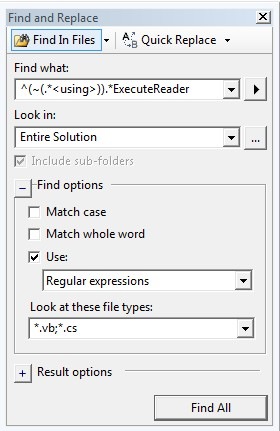 Find and Replace
Find In Files Quick Replace
Find what:
^(~(.*<using>)).*ExecuteReader
Look in:
Entire Solution
...
Include sub-folders
Find options
Match case
Match whole word
Use:
Regular expressions
Look at these file types:
*.vb;*.cs
Result options
Find All